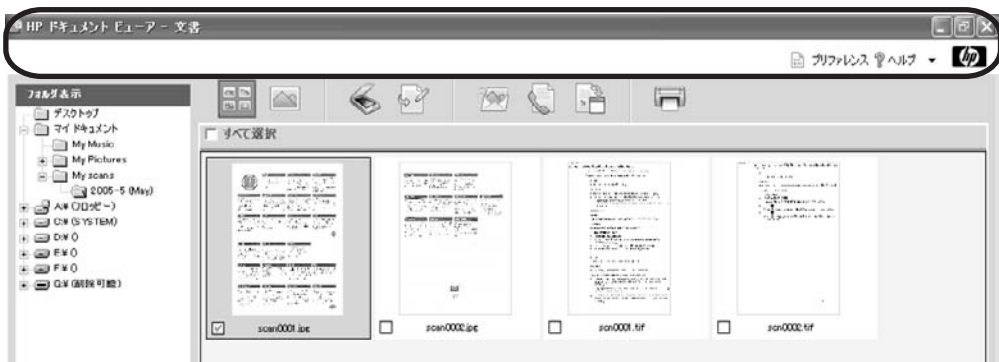 HP ドキュメント ビューア - 文書
プリファレンス ヘルプ
hp
フォルダ表示
デスクトップ
マイ ドキュメント
My Music
My Pictures
My scans
2005-5 (May)
A:¥ (フロッピー)
C:¥ (SYSTEM)
D:¥ ()
E:¥ ()
F:¥ ()
G:¥ (削除可能)
すべて選択
scan0001.jpg
scan0002.jpg
scn0001.tif
scn0002.tif